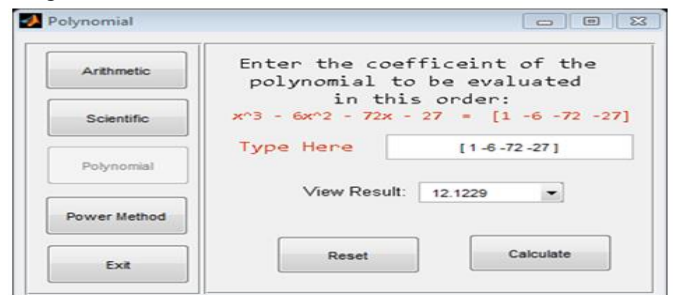 Polynomial
Arithmetic
Scientific
Polynomial
Power Method
Exit
Enter the coefficeint of the
polynomial to be evaluated
in this order:
x^3 - 6x^2 - 72x - 27 = [1 -6 -72 -27]
Type Here [ 1 -6 -72 -27 ]
View Result: 12.1229
Reset Calculate